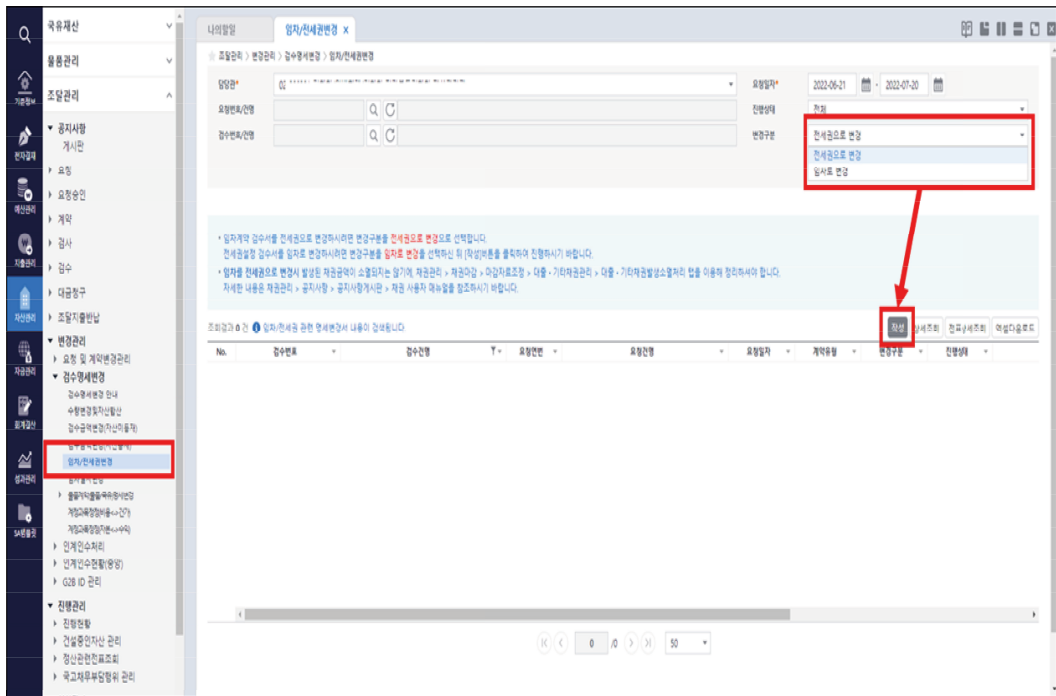 국유재산
물품관리
조달관리
▼ 공지사항
게시판
요청
요청승인
계약
검사
검수
대금청구
조달지출반납
▼ 변경관리
요청 및 계약변경관리
▼ 검수명세변경
검수명세변경 안내
수량변경및자산합산
검수금액변경(자산미등재)
임차/전세권변경
인계인수처리
인계인수현황(중앙)
G2B ID 관리
▼ 진행관리
진행현황
건설중인자산 관리
정산관련전표조회
국고채무부담행위 관리
기준정보
전자결재
예산관리
지출관리
자산관리
자금관리
회계결산
성과관리
SA템플릿
나의할일
임차/전세권변경 ×
조달관리 > 변경관리 > 검수명세변경 > 임차/전세권변경
담당관*
요청일자* 2022-06-21 - 2022-07-20
요청번호/건명
진행상태 전체
검수번호/건명
변경구분 전세권으로 변경
전세권으로 변경
임차로 변경
• 임차계약 검수서를 전세권으로 변경하시려면 변경구분을 전세권으로 변경으로 선택합니다.
전세권설정 검수서를 임차로 변경하시려면 변경구분을 임차로 변경을 선택하신 뒤 [작성]버튼을 클릭하여 진행하시기 바랍니다.
• 임차를 전세권으로 변경시 발생된 채권금액이 소멸되지는 않기에, 채권관리 > 채권마감 > 마감자료조정 > 대출·기타채권관리 > 대출·기타채권발생소멸처리 탭을 이용해 정리하셔야 합니다.
자세한 내용은 채권관리 > 공지사항 > 공지사항게시판 > 채권 사용자 매뉴얼을 참조하시기 바랍니다.
조회결과 0 건 임차/전세권 관련 명세변경서 내용이 검색됩니다.
작성 상세조회 전표상세조회 엑셀다운로드
No. 검수번호 검수건명 요청연번 요청건명 요청일자 계약유형 변경구분 진행상태
0 /0 50